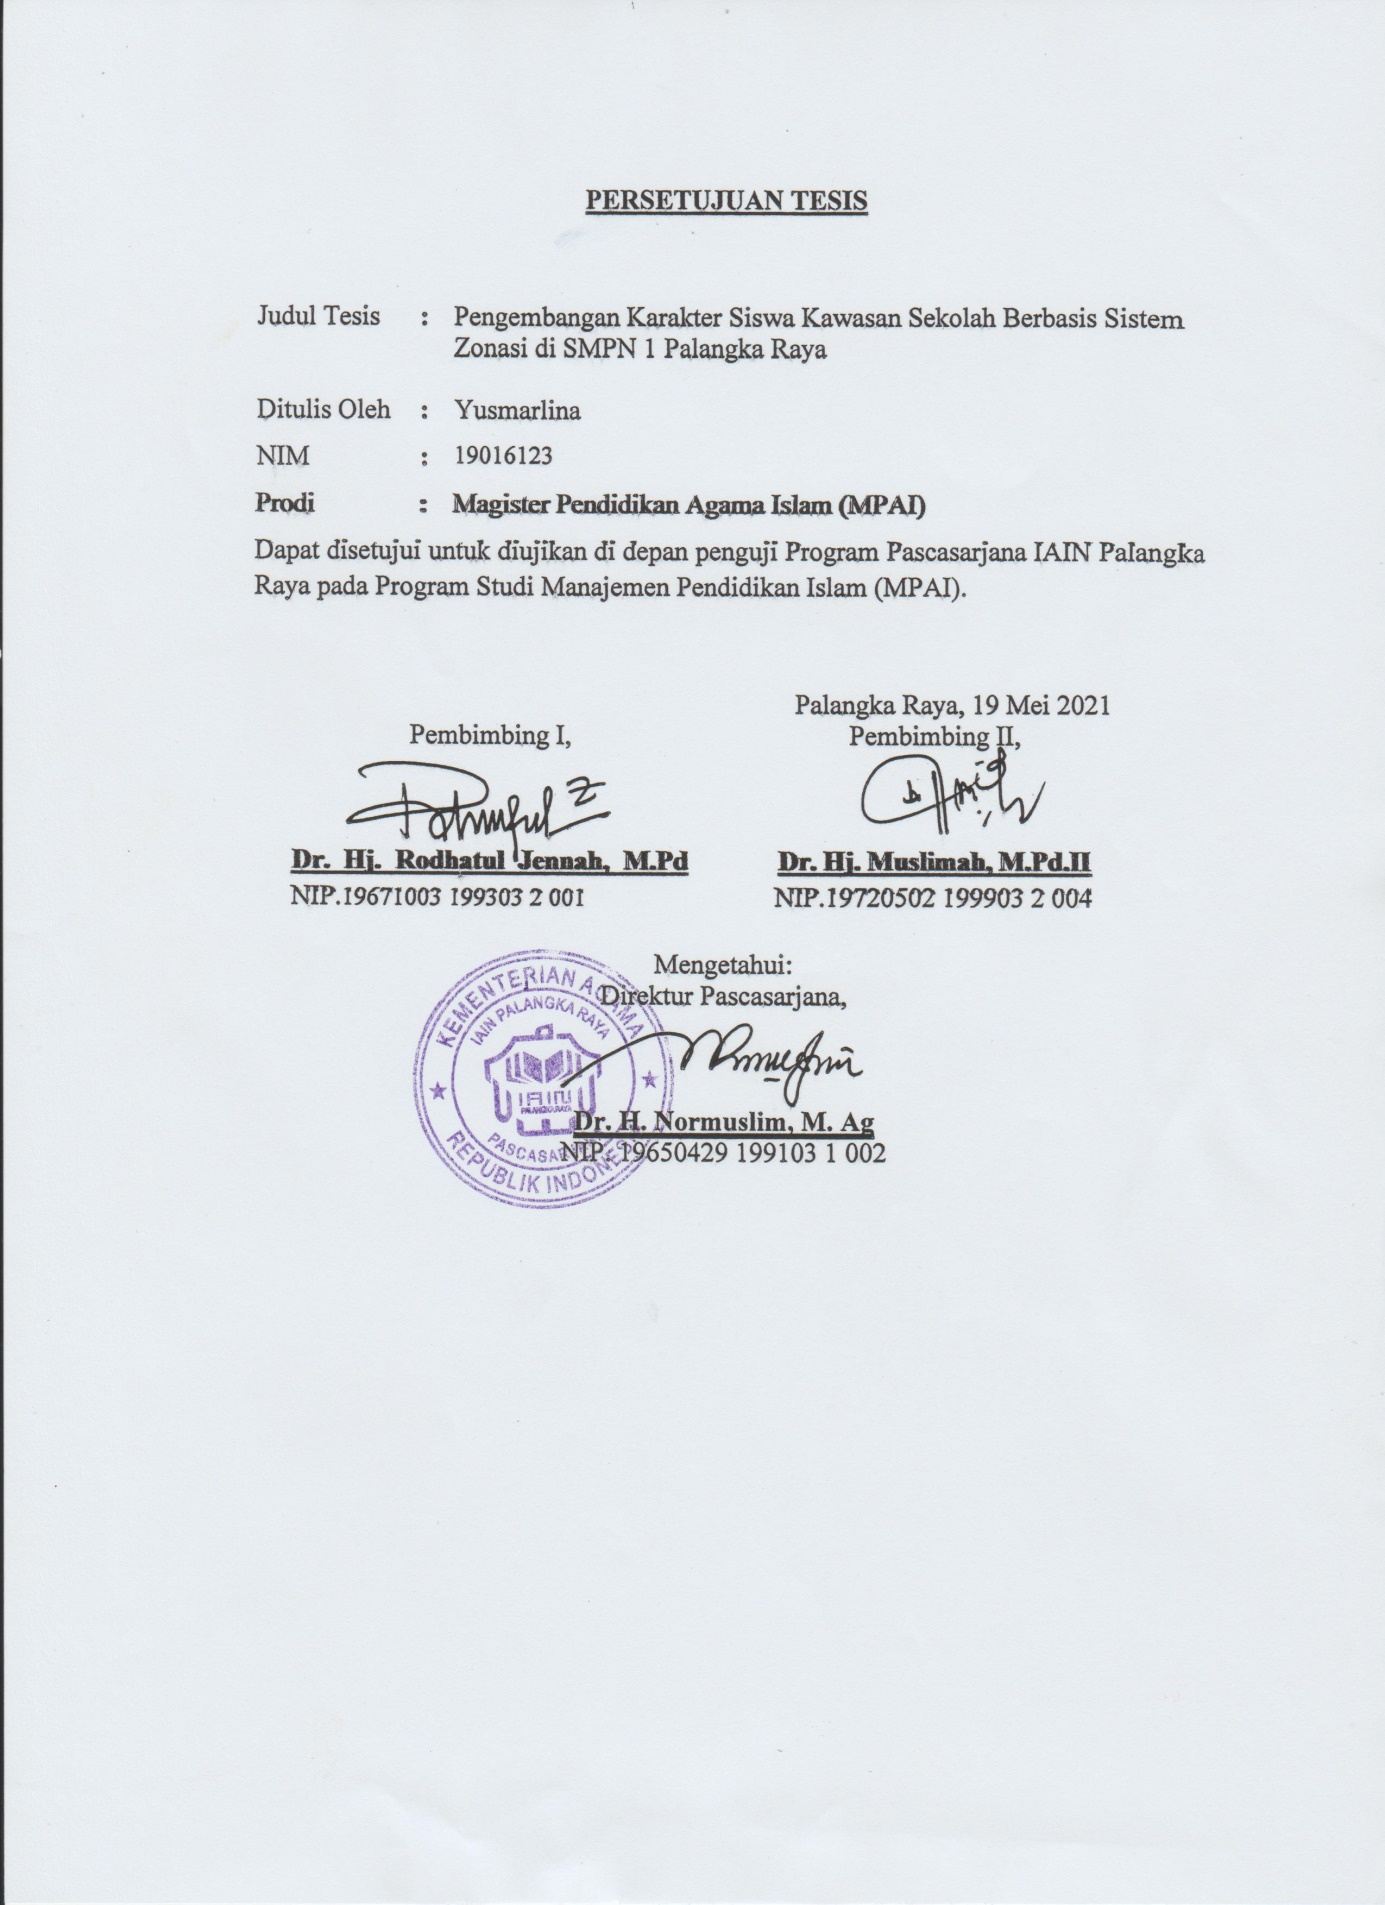 PERSETUJUAN TESIS
Judul Tesis : Pengembangan Karakter Siswa Kawasan Sekolah Berbasis Sistem
Zonasi di SMPN 1 Palangka Raya
Ditulis Oleh : Yusmarlina
NIM : 19016123
Prodi : Magister Pendidikan Agama Islam (MPAI)
Dapat disetujui untuk diujikan di depan penguji Program Pascasarjana IAIN Palangka
Raya pada Program Studi Manajemen Pendidikan Islam (MPAI).
Palangka Raya, 19 Mei 2021
Pembimbing I,
Pembimbing II,
Dr. Hj. Rodhatul Jennah, M.Pd
NIP.19671003 199303 2 001
Dr. Hj. Muslimah, M.Pd.II
NIP.19720502 199903 2 004
Mengetahui:
Direktur Pascasarjana,
KEMENTERIAN AGAMA
IAIN PALANGKA RAYA
IAIN
PALANGKARAYA
PASCASARJANA
REPUBLIK INDONESIA
Dr. H. Normuslim, M. Ag
NIP. 19650429 199103 1 002